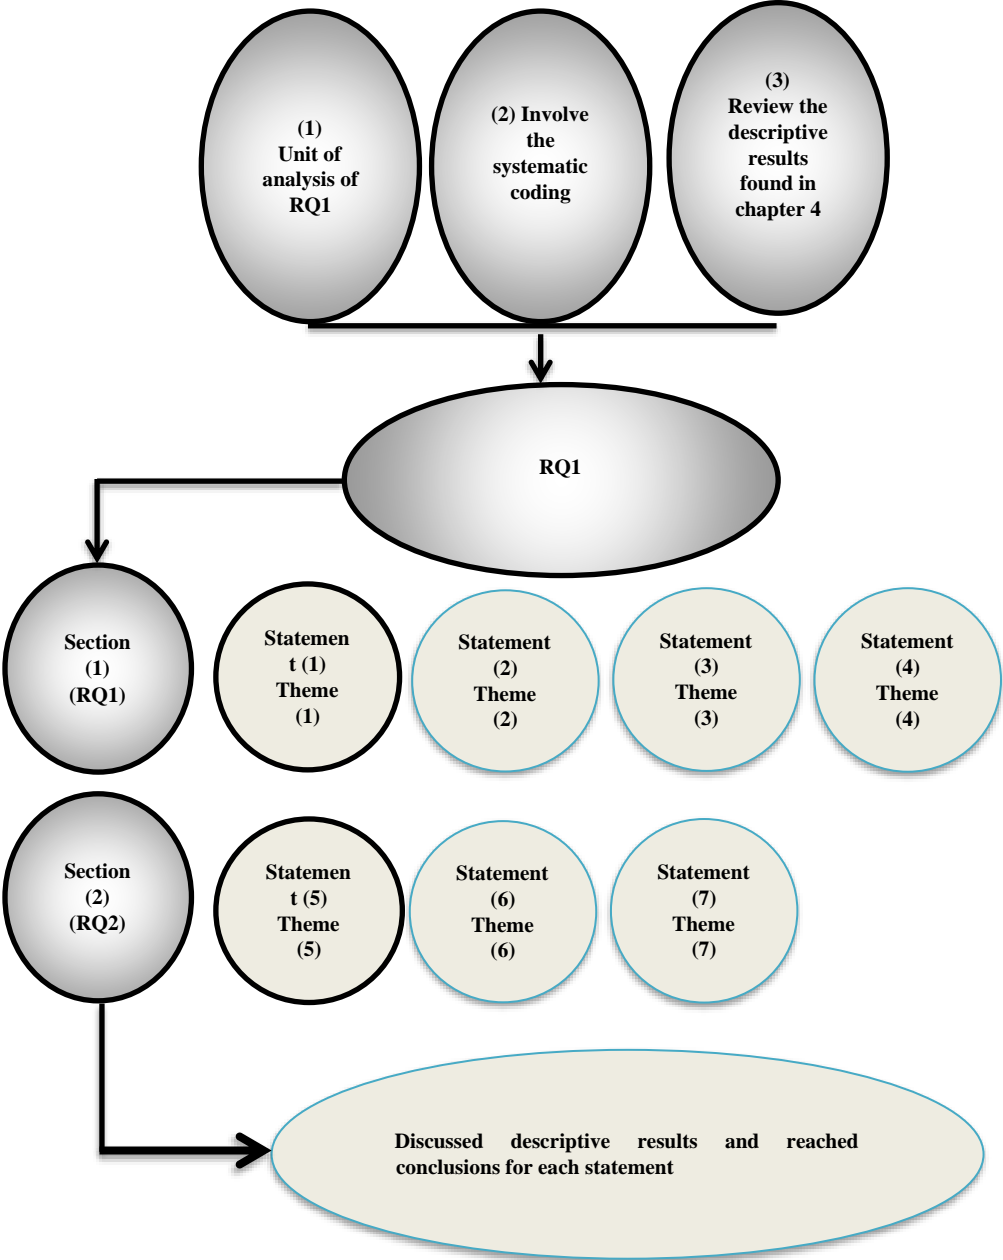 (1)
Unit of
analysis of
RQ1
(2) Involve
the
systematic
coding
(3)
Review the
descriptive
results
found in
chapter 4
RQ1
Section
(1)
(RQ1)
Statemen
t (1)
Theme
(1)
Statement
(2)
Theme
(2)
Statement
(3)
Theme
(3)
Statement
(4)
Theme
(4)
Section
(2)
(RQ2)
Statemen
t (5)
Theme
(5)
Statement
(6)
Theme
(6)
Statement
(7)
Theme
(7)
Discussed descriptive results and reached
conclusions for each statement